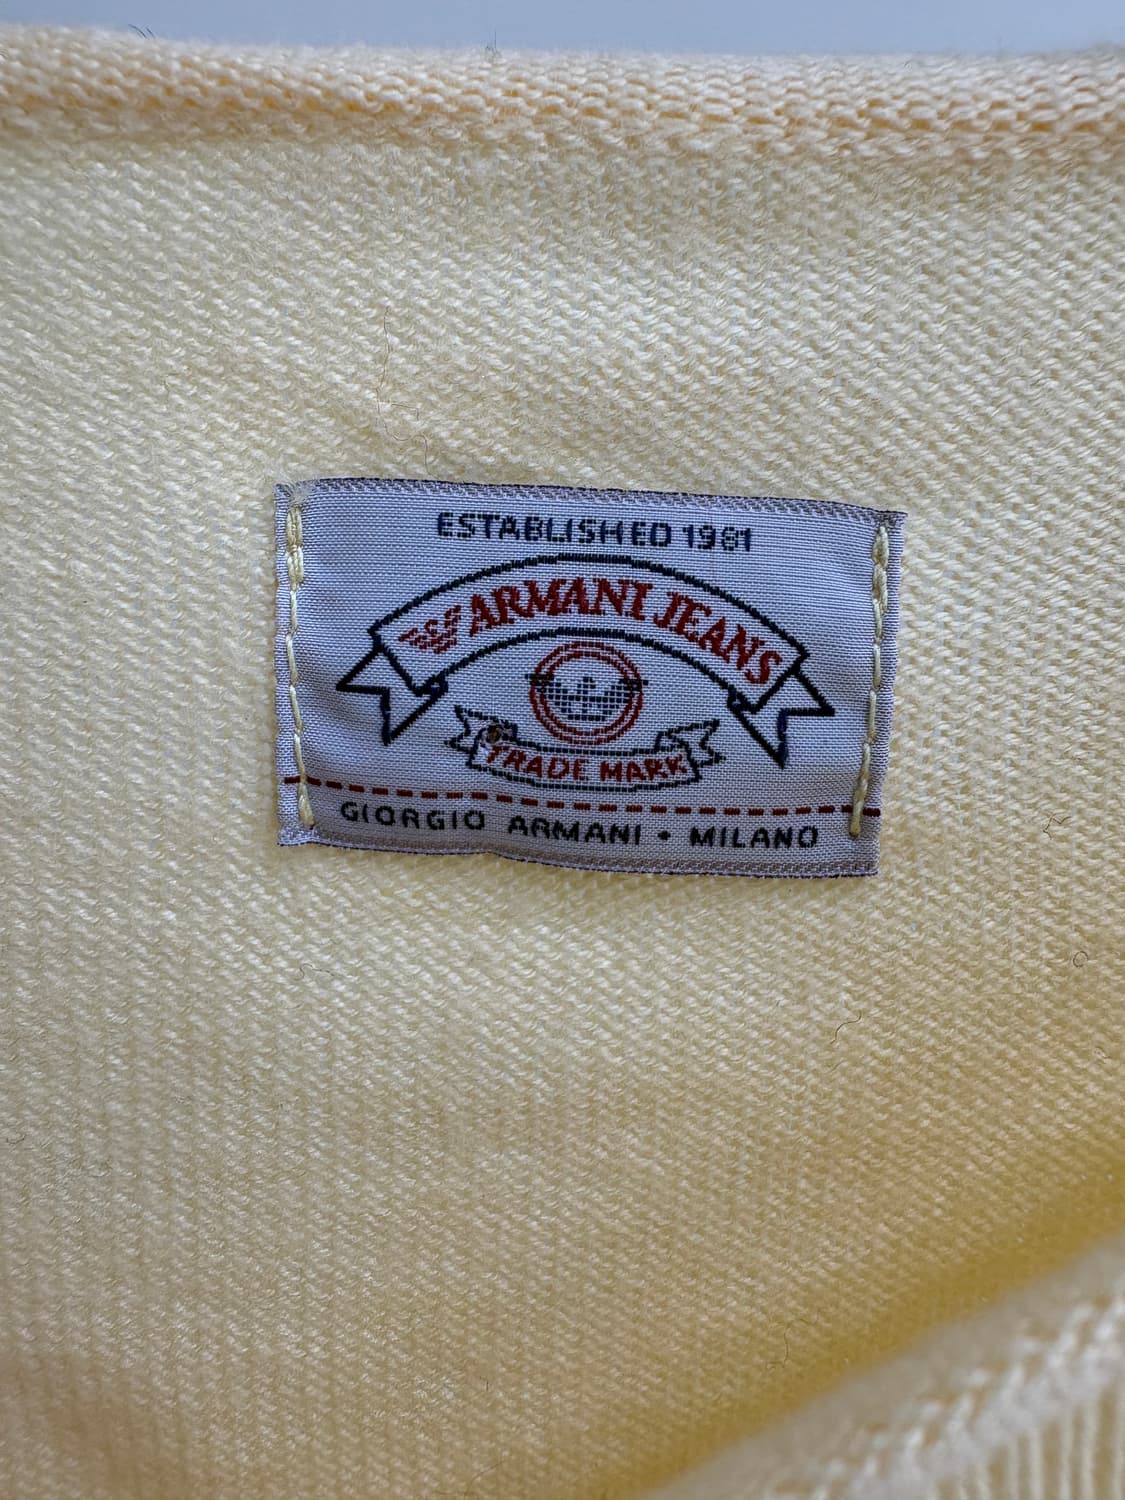 ESTABLISHED 1981
ARMANI JEANS
TRADE MARK
GIORGIO ARMANI • MILANO